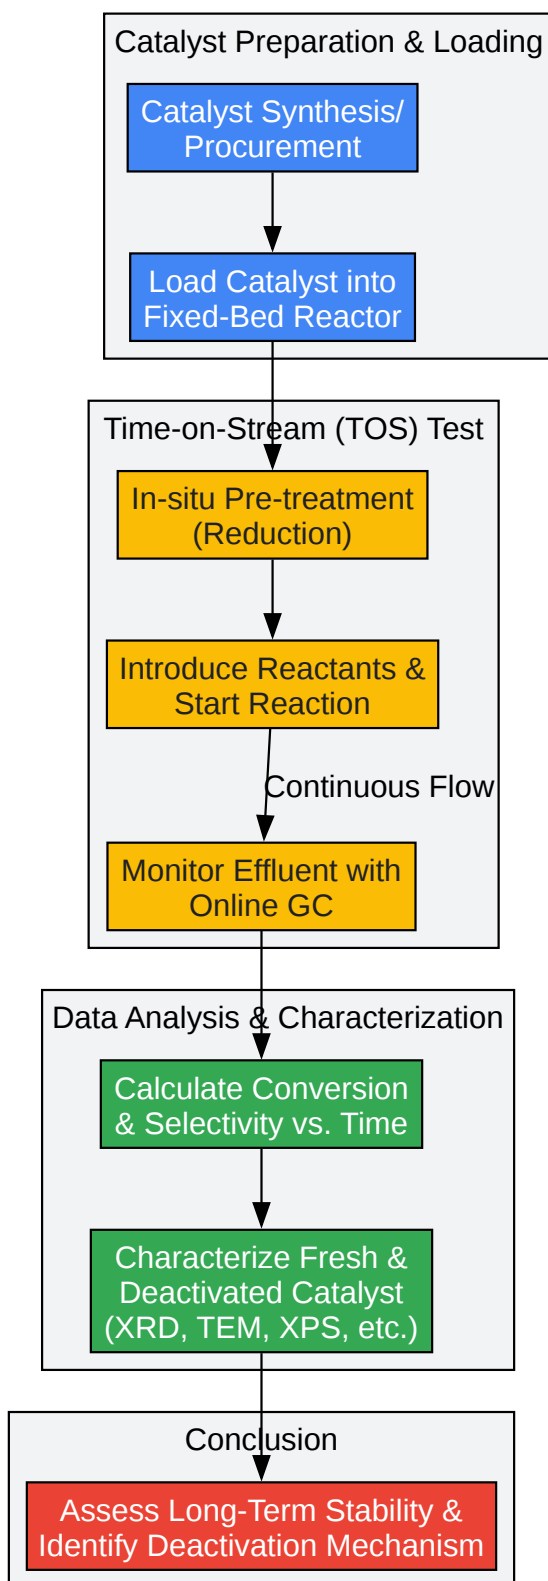 Catalyst Preparation & Loading
Catalyst Synthesis/
Procurement
Load Catalyst into
Fixed-Bed Reactor
Time-on-Stream (TOS) Test
In-situ Pre-treatment
(Reduction)
Introduce Reactants &
Start Reaction
Continuous Flow
Monitor Effluent with
Online GC
Data Analysis & Characterization
Calculate Conversion
& Selectivity vs. Time
Characterize Fresh &
Deactivated Catalyst
(XRD, TEM, XPS, etc.)
Conclusion
Assess Long-Term Stability &
Identify Deactivation Mechanism